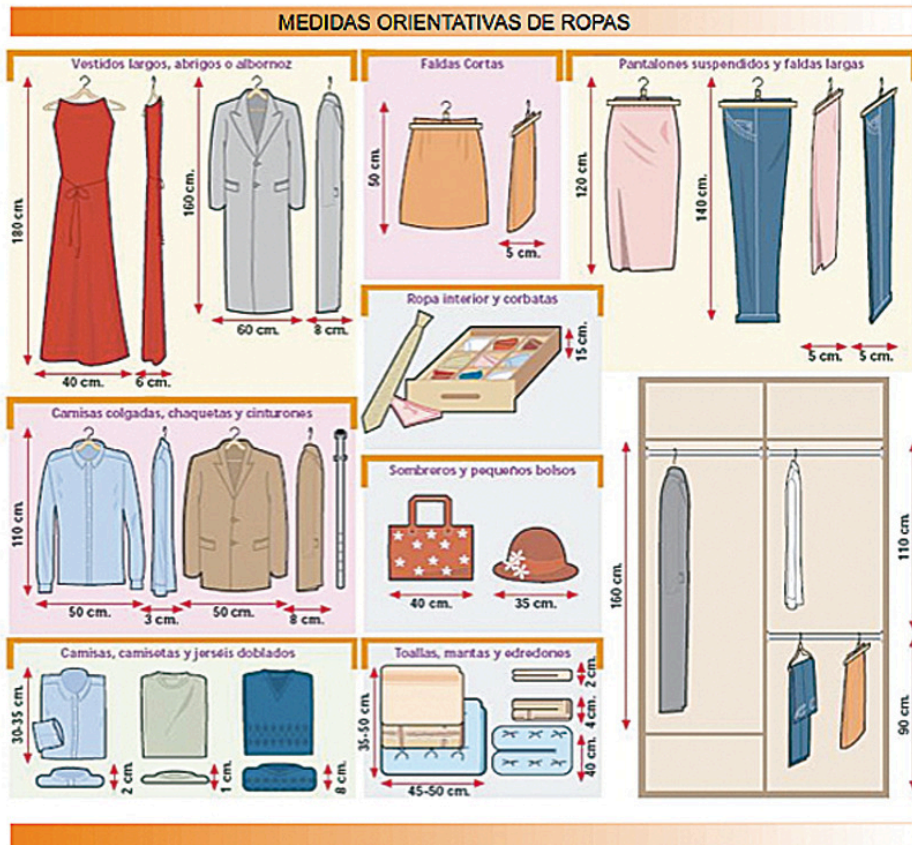 MEDIDAS ORIENTATIVAS DE ROPAS
Vestidos largos, abrigos o albornoz
180 cm.
160 cm.
40 cm.
6 cm.
60 cm.
8 cm.
Faldas Cortas
50 cm.
5 cm.
Pantalones suspendidos y faldas largas
120 cm.
140 cm.
5 cm.
5 cm.
Ropa interior y corbatas
15 cm.
Camisas colgadas, chaquetas y cinturones
110 cm.
50 cm.
3 cm.
50 cm.
8 cm.
Sombreros y pequeños bolsos
40 cm.
35 cm.
160 cm.
110 cm.
90 cm.
Camisas, camisetas y jerséis doblados
30-35 cm.
2 cm.
1 cm.
8 cm.
Toallas, mantas y edredones
35-50 cm.
45-50 cm.
2 cm.
4 cm.
40 cm.